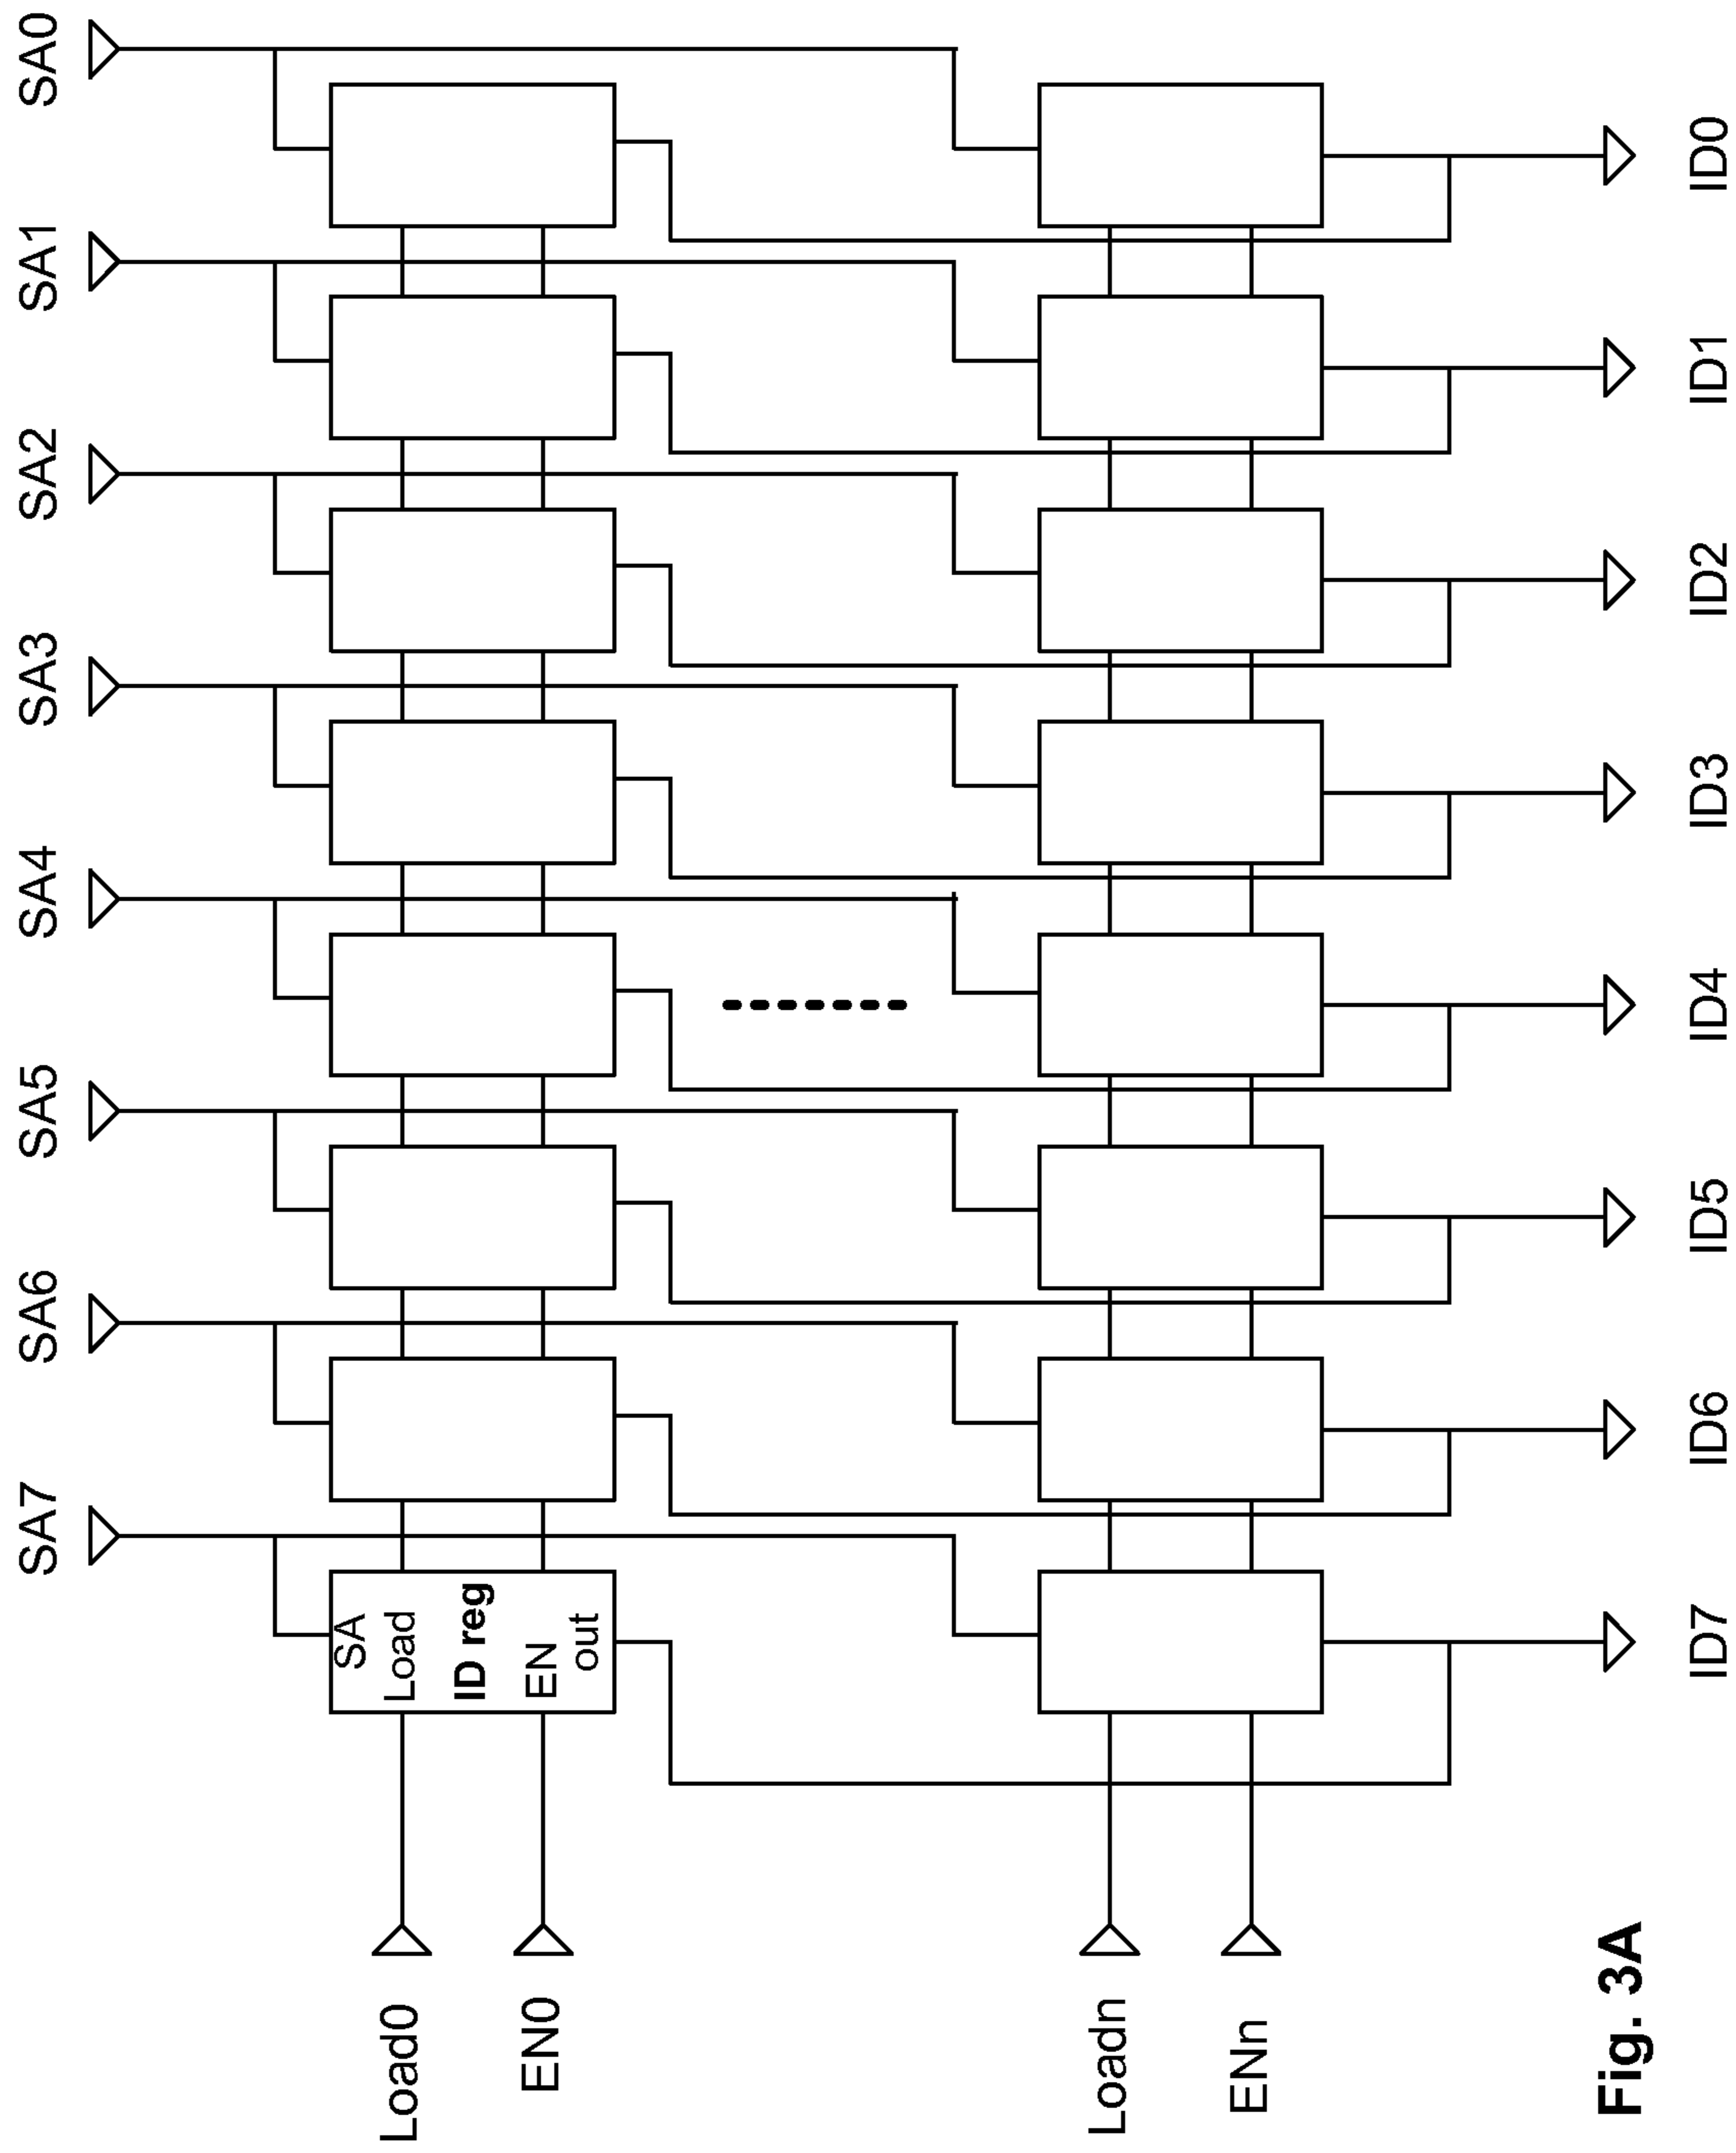 SA7
SA6
SA5
SA4
SA3
SA2
SA1
SA0
SA
Load0
Load
ID reg
EN0
EN
out
Loadn
ENn
ID7
ID6
ID5
ID4
ID3
ID2
ID1
ID0
Fig. 3A